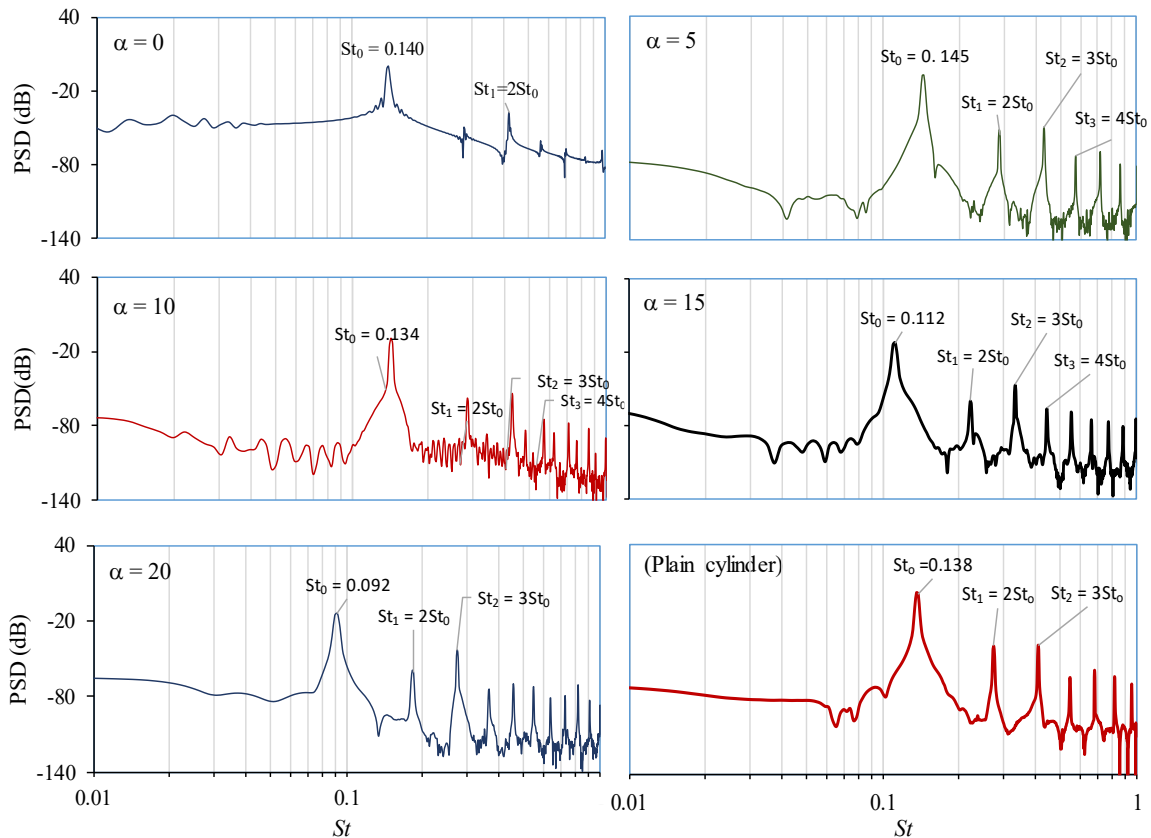 40
-20
-80
-140
PSD (dB)
α = 0
St₀ = 0.140
St₁=2St₀
α = 5
St₀ = 0. 145
St₁ = 2St₀
St₂ = 3St₀
St₃ = 4St₀
40
-20
-80
-140
PSD(dB)
α = 10
St₀ = 0.134
St₁ = 2St₀
St₂ = 3St₀
St₃ = 4St₀
α = 15
St₀ = 0.112
St₁ = 2St₀
St₂ = 3St₀
St₃ = 4St₀
40
-20
-80
-140
PSD (dB)
α = 20
St₀ = 0.092
St₁ = 2St₀
St₂ = 3St₀
0.01
0.1
St
(Plain cylinder)
Stₒ =0.138
St₁ = 2Stₒ
St₂ = 3Stₒ
0.01
0.1
1
St